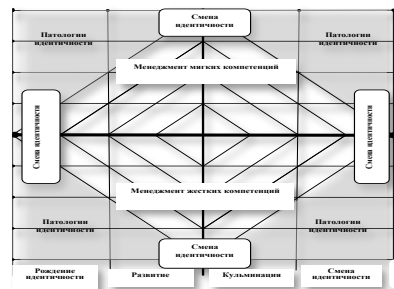 Смена
идентичности
Патологии
идентичности
Патологии
идентичности
Менеджмент мягких компетенций
Смена идентичности
Смена идентичности
Менеджмент жестких компетенций
Патологии
идентичности
Патологии
идентичности
Смена
идентичности
Рождение
идентичности
Развитие
Кульминация
Смена
идентичности